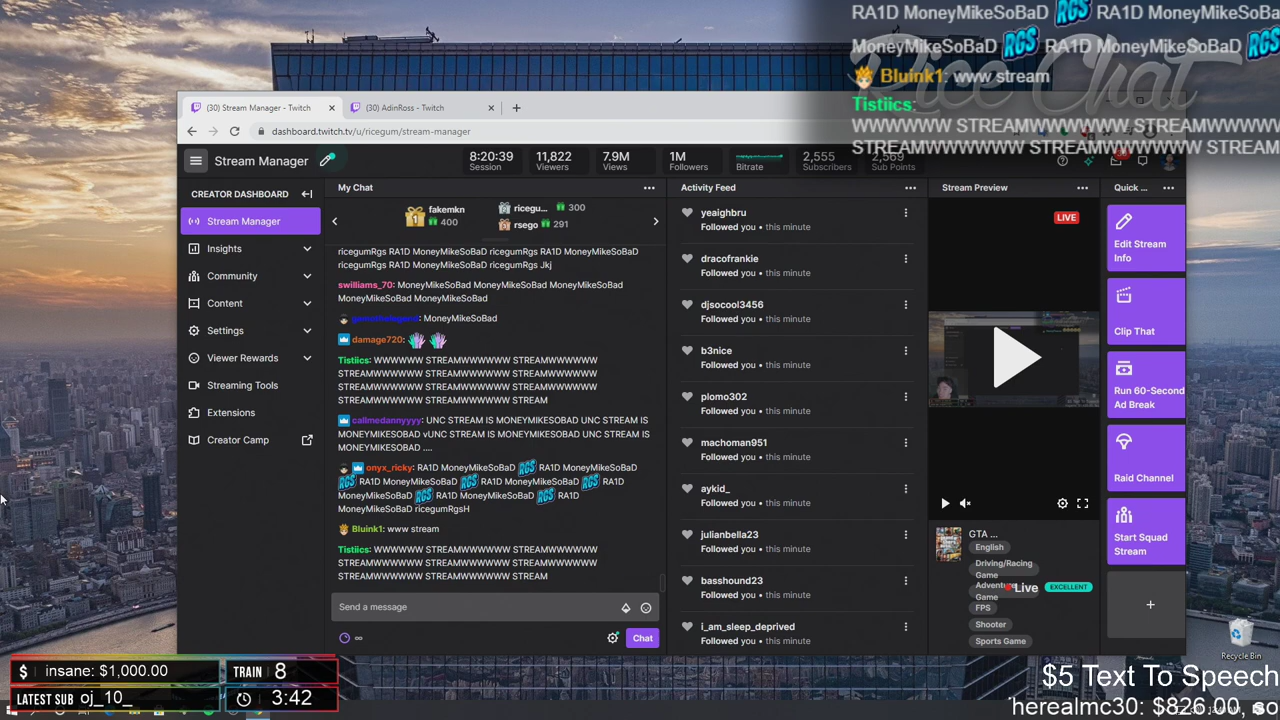 RA1D MoneyMikeSoBaD RGS RA1D MoneyMikeSoBa
MoneyMikeSoBaD RGS RA1D MoneyMikeSoBaD RGS
Rice Chat
Bluink1: www stream
Tistiics:
WWWWWW STREAMWWWWWW STREAMWWWWWW
STREAMWWWWWW STREAMWWWWWW STREAM
(30) Stream Manager - Twitch
(30) AdinRoss - Twitch
dashboard.twitch.tv/u/ricegum/stream-manager
Stream Manager
8:20:39
Session
11,822
Viewers
7.9M
Views
1M
Followers
Bitrate
2,555
Subscribers
2,569
Sub Points
CREATOR DASHBOARD
Stream Manager
Insights
Community
Content
Settings
Viewer Rewards
Streaming Tools
Extensions
Creator Camp
My Chat
1
fakemkn
400
ricegu... 300
rsego 291
ricegumRgs RA1D MoneyMikeSoBaD ricegumRgs RA1D MoneyMikeSoBaD
ricegumRgs RA1D MoneyMikeSoBaD ricegumRgs Jkj
swilliams_70: MoneyMikeSoBad MoneyMikeSoBad MoneyMikeSoBad
MoneyMikeSoBad MoneyMikeSoBad
MoneyMikeSoBad
damage720:
Tistiics: WWWWWW STREAMWWWWWW STREAMWWWWWW
STREAMWWWWWW STREAMWWWWWW STREAMWWWWWW
STREAMWWWWWW STREAMWWWWWW STREAMWWWWWW
STREAMWWWWWW STREAMWWWWWW STREAM
callmedannyyyy: UNC STREAM IS MONEYMIKESOBAD UNC STREAM IS
MONEYMIKESOBAD vUNC STREAM IS MONEYMIKESOBAD UNC STREAM IS
MONEYMIKESOBAD ....
onyx_ricky: RA1D MoneyMikeSoBaD RGS RA1D MoneyMikeSoBaD
RGS RA1D MoneyMikeSoBaD RGS RA1D MoneyMikeSoBaD RGS RA1D
MoneyMikeSoBaD RGS RA1D MoneyMikeSoBaD RGS RA1D
MoneyMikeSoBaD ricegumRgsH
Bluink1: www stream
Tistiics: WWWWWW STREAMWWWWWW STREAMWWWWWW
STREAMWWWWWW STREAMWWWWWW STREAMWWWWWW
STREAMWWWWWW STREAMWWWWWW STREAM
Send a message
∞
Chat
Activity Feed
yeaighbru
Followed you • this minute
dracofrankie
Followed you • this minute
djsocool3456
Followed you • this minute
b3nice
Followed you • this minute
plomo302
Followed you • this minute
machoman951
Followed you • this minute
aykid_
Followed you • this minute
julianbella23
Followed you • this minute
basshound23
Followed you • this minute
i_am_sleep_deprived
Followed you • this minute
Stream Preview
LIVE
GTA ...
English
Driving/Racing
Game
Adventure
Game
Live
EXCELLENT
FPS
Shooter
Sports Game
Quick ...
Edit Stream
Info
Clip That
Run 60-Second
Ad Break
Raid Channel
Start Squad
Stream
Recycle Bin
$ insane: $1,000.00
TRAIN 8
LATEST SUB oj_10_
3:42
$5 Text To Speech
'herealmc30: $820.00, so